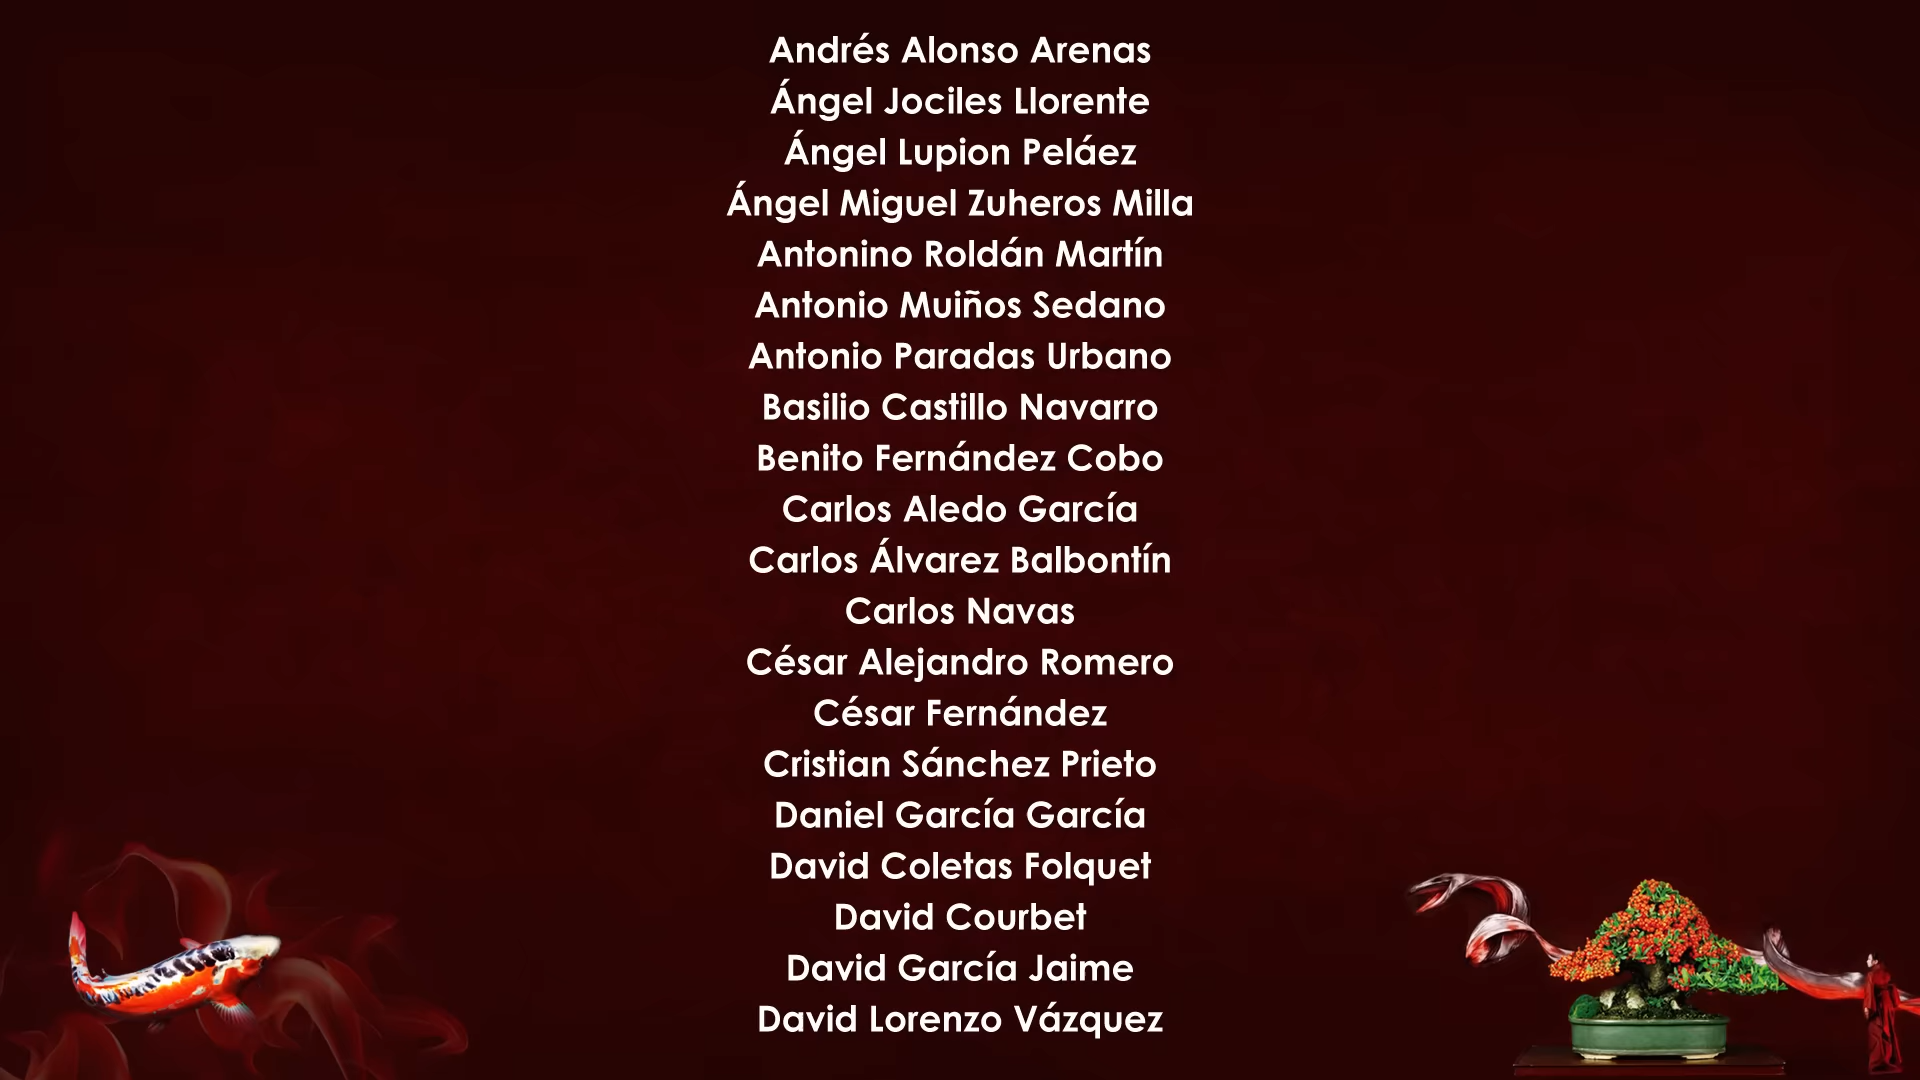 Andrés Alonso Arenas
Ángel Jociles Llorente
Ángel Lupion Peláez
Ángel Miguel Zuheros Milla
Antonino Roldán Martín
Antonio Muiños Sedano
Antonio Paradas Urbano
Basilio Castillo Navarro
Benito Fernández Cobo
Carlos Aledo García
Carlos Álvarez Balbontín
Carlos Navas
César Alejandro Romero
César Fernández
Cristian Sánchez Prieto
Daniel García García
David Coletas Folquet
David Courbet
David García Jaime
David Lorenzo Vázquez